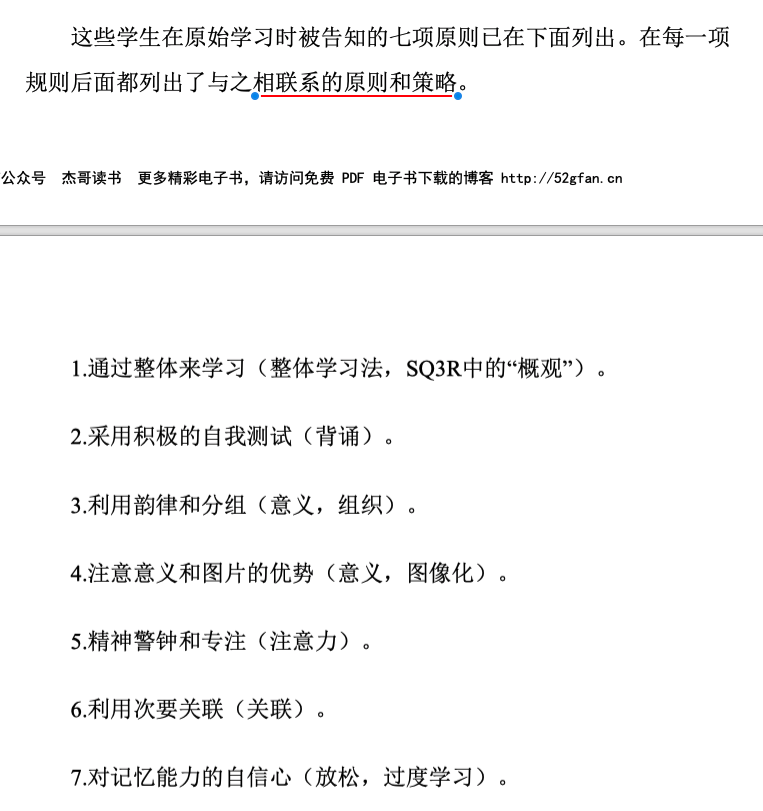 这些学生在原始学习时被告知的七项原则已在下面列出。在每一项
规则后面都列出了与之相联系的原则和策略。
公众号 杰哥读书 更多精彩电子书，请访问免费 PDF 电子书下载的博客 http://52gfan.cn
1.通过整体来学习（整体学习法，SQ3R中的“概观”）。
2.采用积极的自我测试（背诵）。
3.利用韵律和分组（意义，组织）。
4.注意意义和图片的优势（意义，图像化）。
5.精神警钟和专注（注意力）。
6.利用次要关联（关联）。
7.对记忆能力的自信心（放松，过度学习）。